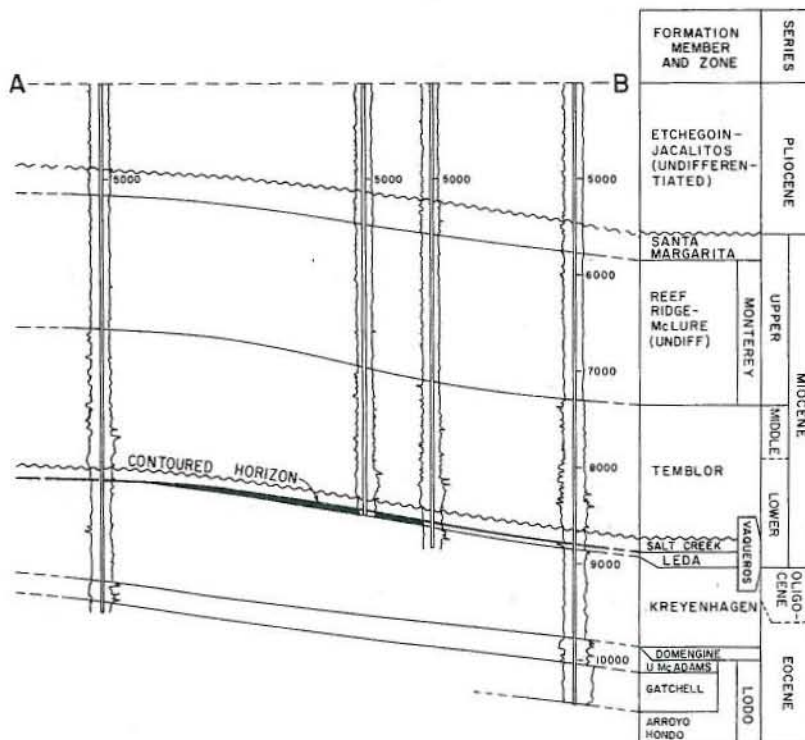 FORMATION
MEMBER
AND ZONE
SERIES
A
B
ETCHEGOIN-
JACALITOS
(UNDIFFEREN-
TIATED)
PLIOCENE
5000
5000
5000
5000
SANTA
MARGARITA
6000
REEF
RIDGE-
McLURE
(UNDIFF)
MONTEREY
UPPER
MIOCENE
7000
MIDDLE
CONTOURED HORIZON
8000
TEMBLOR
LOWER
SALT CREEK
VAQUEROS
LEDA
9000
OLIGO-
CENE
KREYENHAGEN
DOMENGINE
10000
U McADAMS
GATCHELL
LODO
EOCENE
ARROYO
HONDO